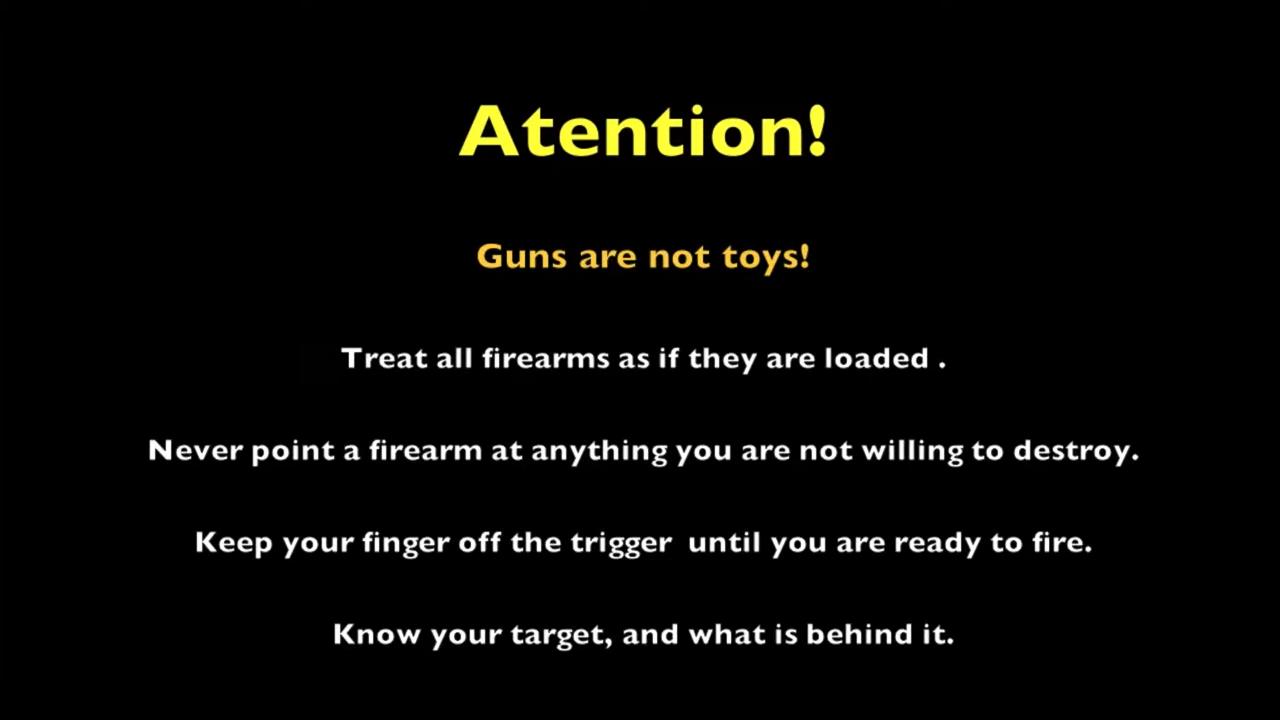 Atention!
Guns are not toys!
Treat all firearms as if they are loaded .
Never point a firearm at anything you are not willing to destroy.
Keep your finger off the trigger  until you are ready to fire.
Know your target, and what is behind it.